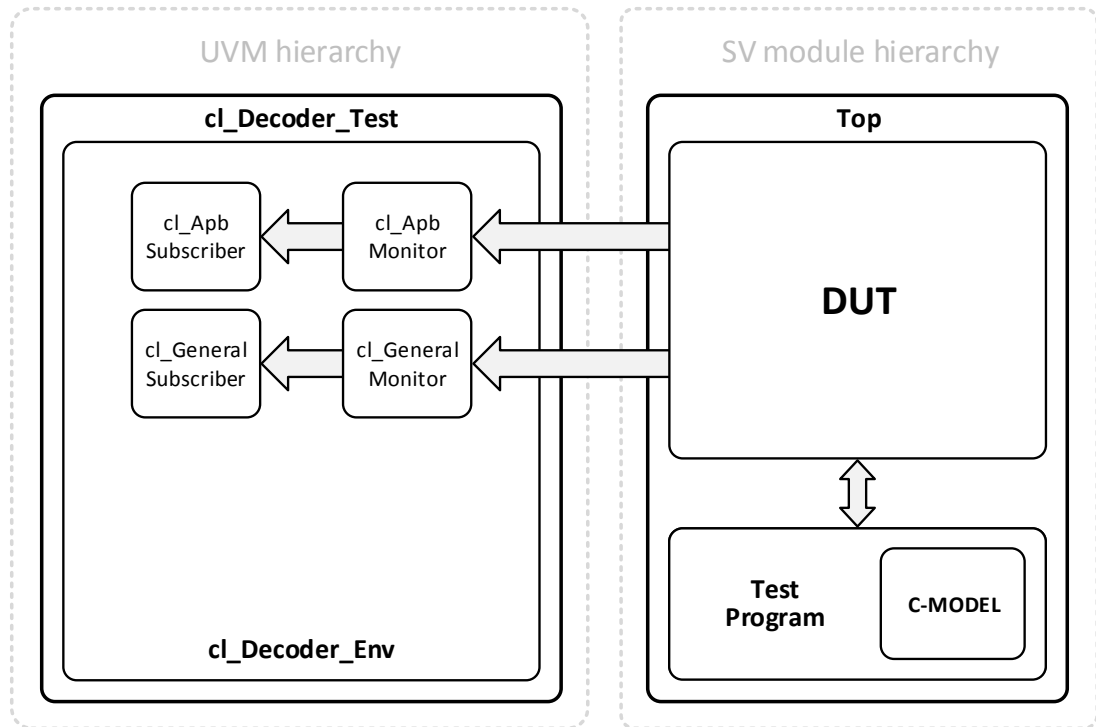 UVM hierarchy
cl_Decoder_Test
cl_Apb
Subscriber
cl_Apb
Monitor
cl_General
Subscriber
cl_General
Monitor
cl_Decoder_Env
SV module hierarchy
Top
DUT
Test
Program
C-MODEL